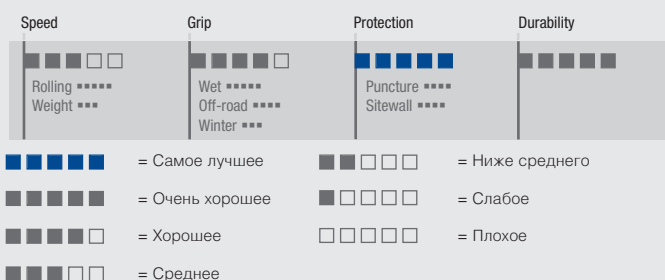 Speed Grip Protection Durability
Rolling Wet Puncture
Weight Off-road Sitewall
Winter
= Самое лучшее = Ниже среднего
= Очень хорошее = Слабое
= Хорошее = Плохое
= Среднее